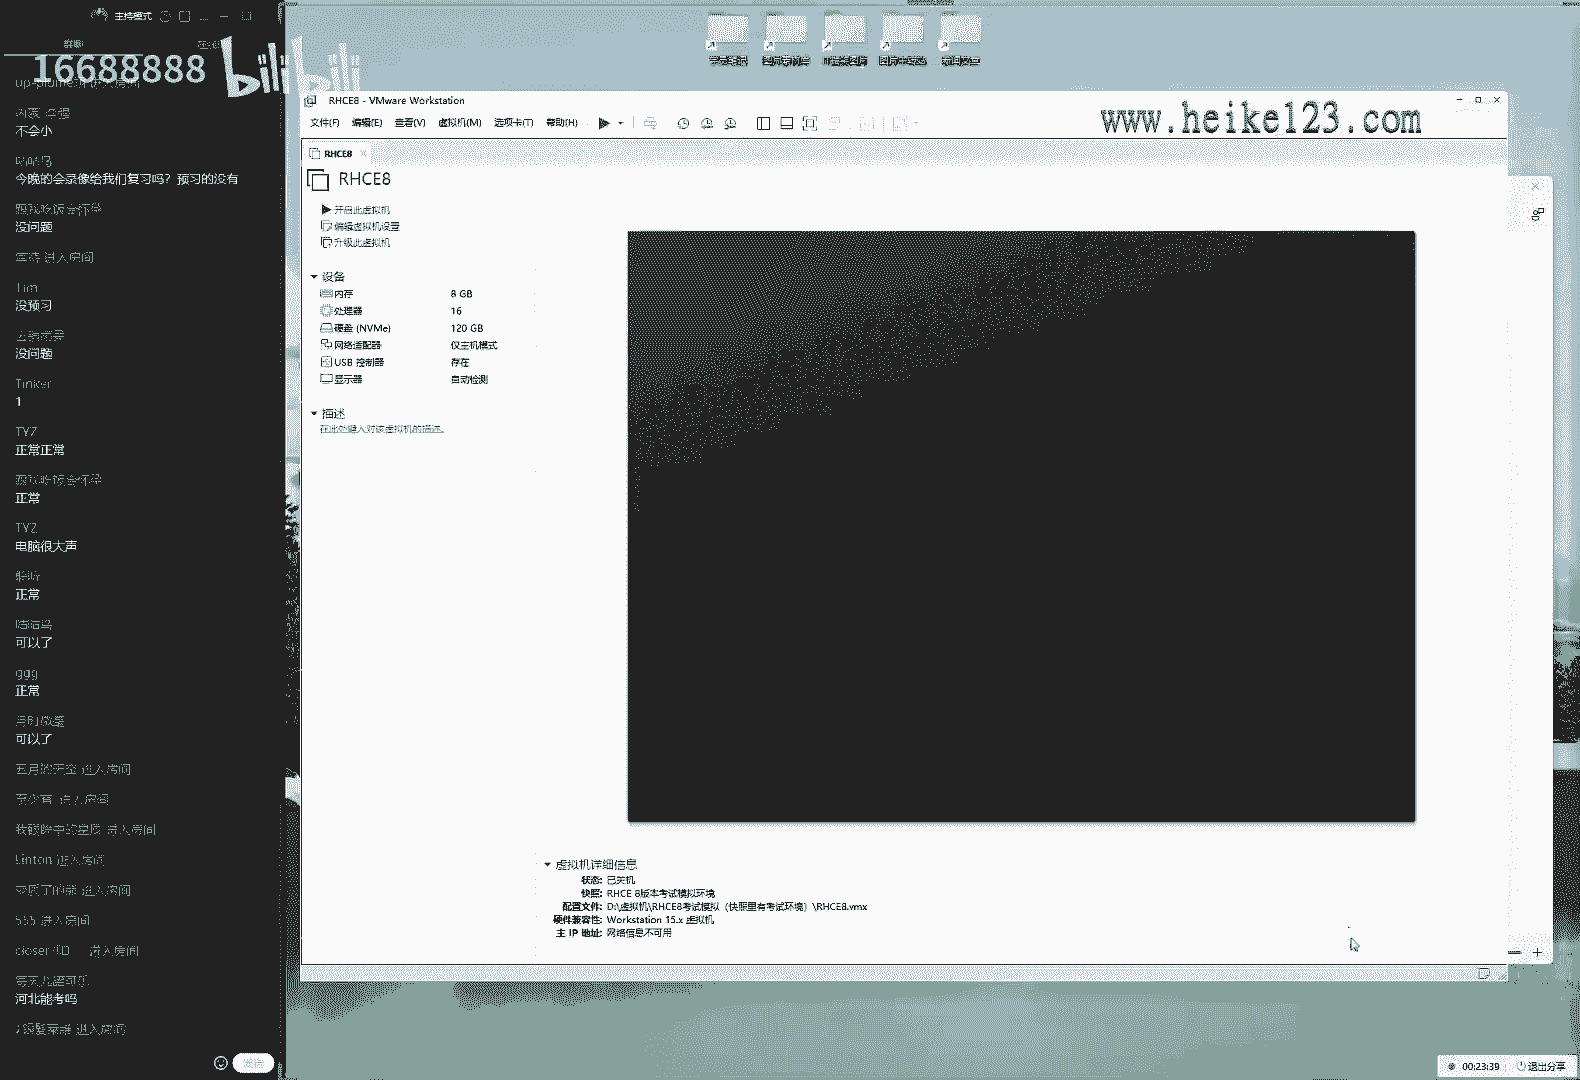 主持模式
群聊
16688888
bilibili
不会小
今晚的会录像给我们复习吗？预习的没有
没问题
进入房间
Tim
没预习
没问题
Tinker
1
TYZ
正常正常
正常
TYZ
电脑很大声
正常
可以了
ggg
正常
可以了
五月的天空 进入房间
进入房间
进入房间
Linton 进入房间
进入房间
555 进入房间
closer 进入房间
河北能考吗
进入房间
发送
RHCE8 - VMware Workstation
文件(F) 编辑(E) 查看(V) 虚拟机(M) 选项卡(T) 帮助(H)
www.heike123.com
RHCE8
RHCE8
开启此虚拟机
编辑虚拟机设置
升级此虚拟机
设备
内存 8 GB
处理器 16
硬盘 (NVMe) 120 GB
网络适配器 仅主机模式
USB 控制器 存在
显示器 自动检测
描述
在此处键入对该虚拟机的描述。
虚拟机详细信息
状态: 已关机
快照: RHCE 8版本考试模拟环境
配置文件: D:\虚拟机\RHCE8考试模拟（快照里有考试环境）\RHCE8.vmx
硬件兼容性: Workstation 15.x 虚拟机
主 IP 地址: 网络信息不可用
00:23:39 退出分享